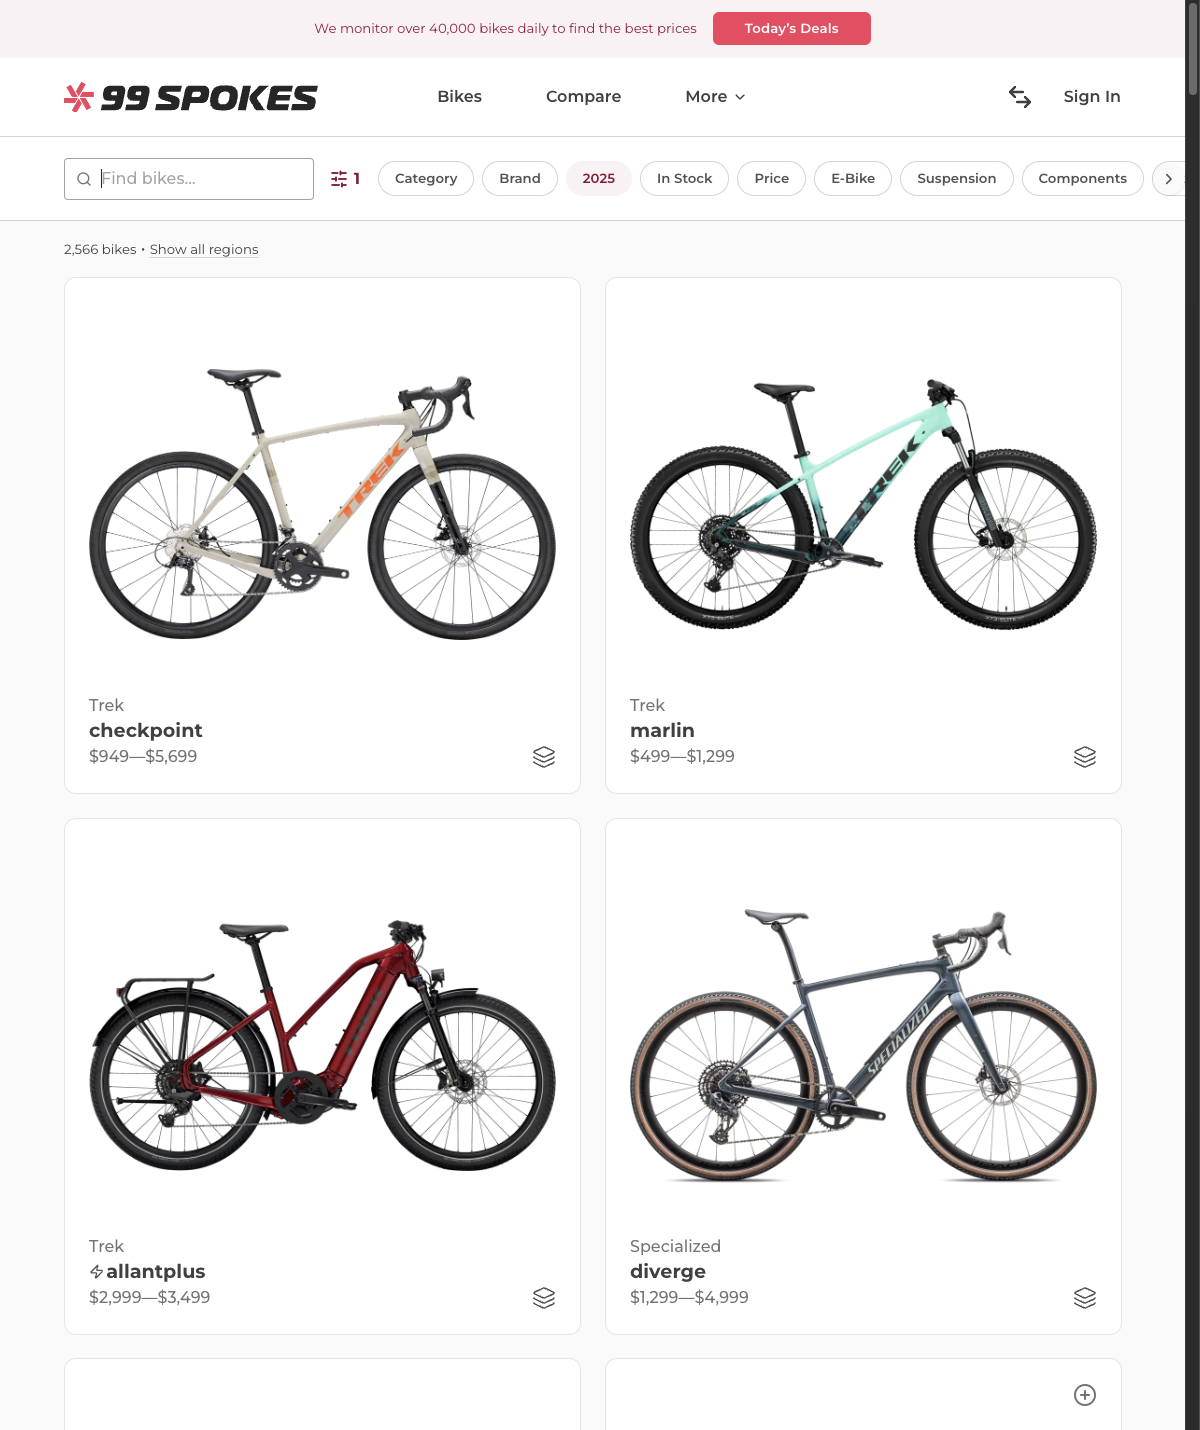 We monitor over 40,000 bikes daily to find the best prices
Today's Deals
99 SPOKES
Bikes
Compare
More
Sign In
Find bikes...
1
Category
Brand
2025
In Stock
Price
E-Bike
Suspension
Components
2,566 bikes • Show all regions
TREK
TREK
Trek
checkpoint
$949—$5,699
Trek
marlin
$499—$1,299
SPECIALIZED
Trek
allantplus
$2,999—$3,499
Specialized
diverge
$1,299—$4,999